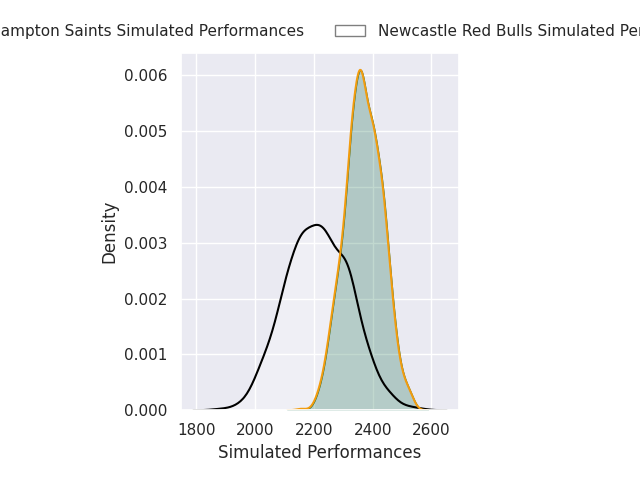 ampton Saints Simulated Performances
Newcastle Red Bulls Simulated Per
0.006
0.005
0.004
0.003
0.002
0.001
0.000
Density
1800 2000 2200 2400 2600
Simulated Performances